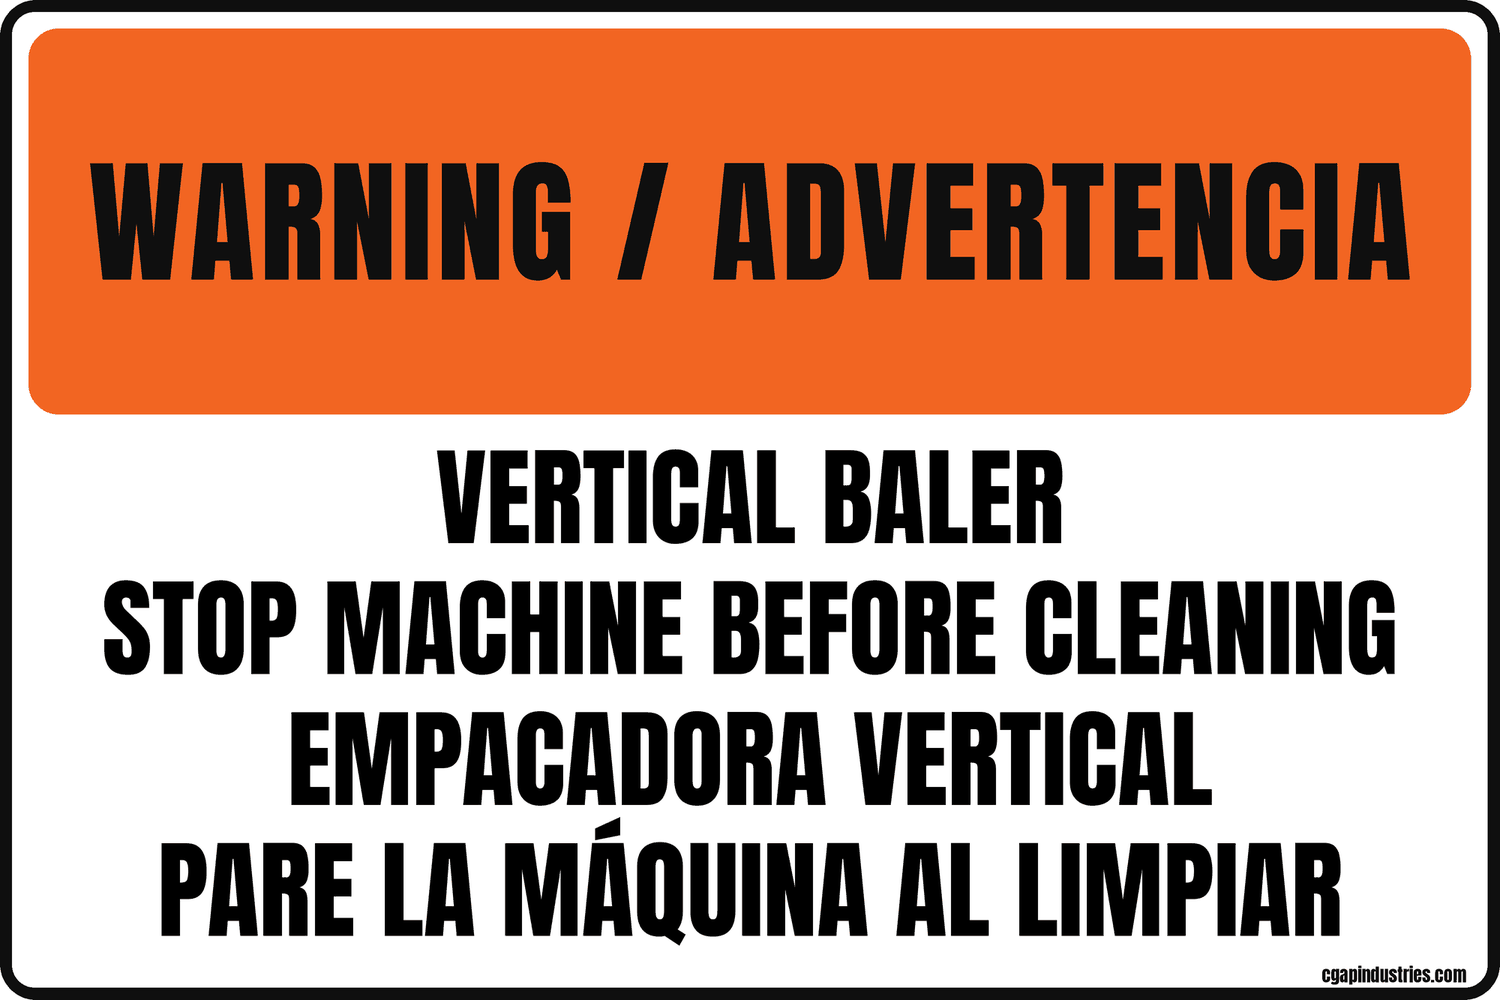 WARNING / ADVERTENCIA
VERTICAL BALER
STOP MACHINE BEFORE CLEANING
EMPACADORA VERTICAL
PARE LA MÁQUINA AL LIMPIAR
cgapindustries.com